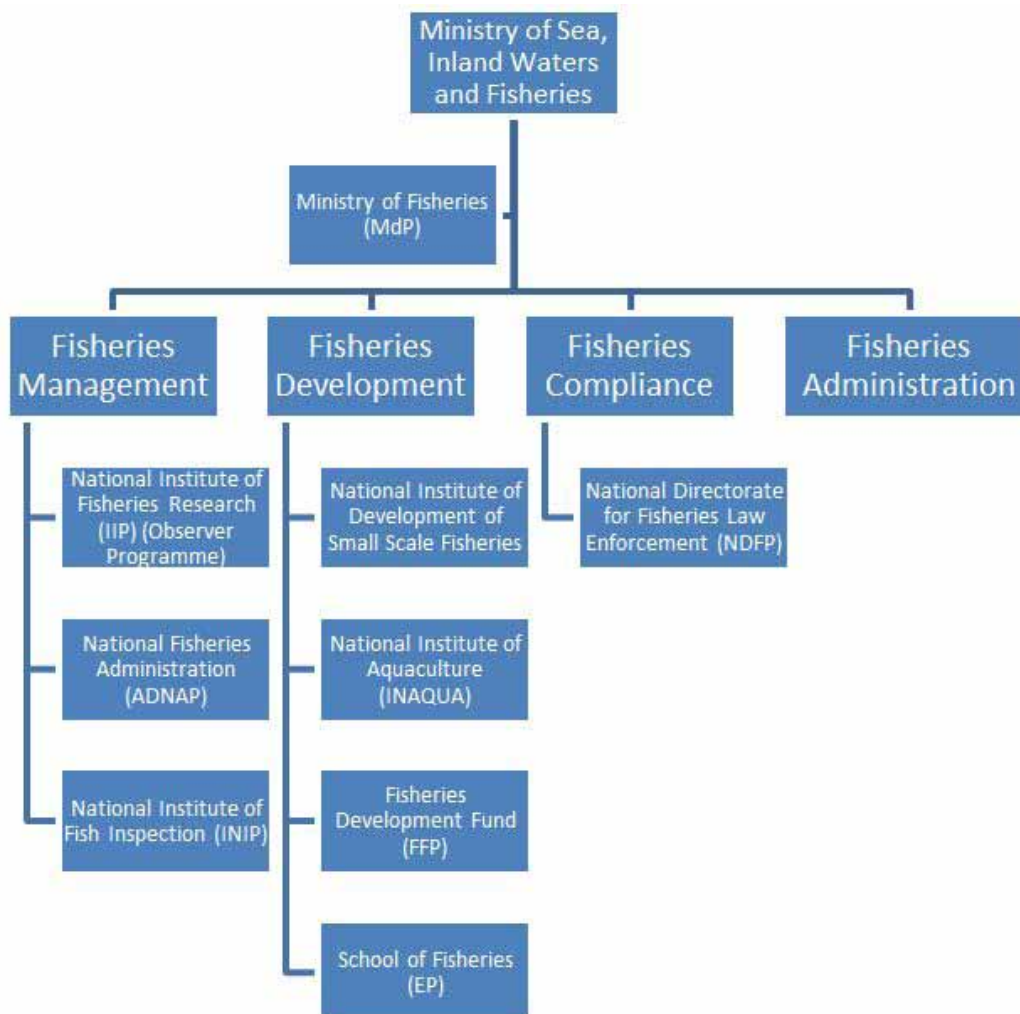 Ministry of Sea,
Inland Waters
and Fisheries
Ministry of Fisheries
(MdP)
Fisheries
Management
Fisheries
Development
Fisheries
Compliance
Fisheries
Administration
National Institute of
Fisheries Research
(IIP) (Observer
Programme)
National Institute of
Development of
Small Scale Fisheries
National Directorate
for Fisheries Law
Enforcement (NDFP)
National Fisheries
Administration
(ADNAP)
National Institute of
Aquaculture
(INAQUA)
National Institute of
Fish Inspection (INIP)
Fisheries
Development Fund
(FFP)
School of Fisheries
(EP)